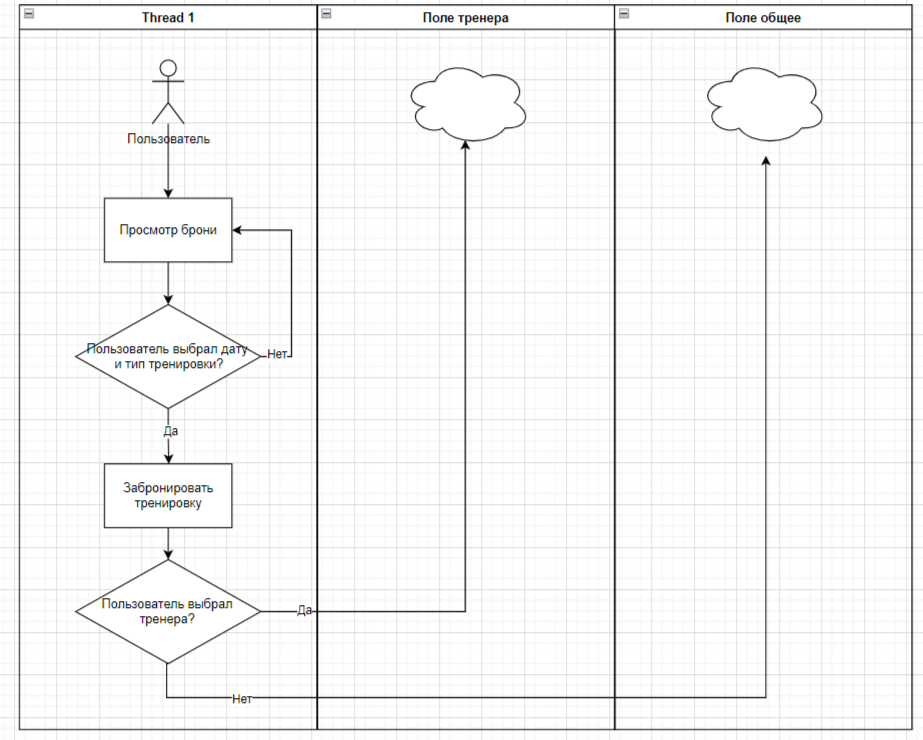 Thread 1
Поле тренера
Поле общее
Пользователь
Просмотр брони
Пользователь выбрал дату
и тип тренировки?
Нет
Да
Забронировать
тренировку
Пользователь выбрал
тренера?
Да
Нет